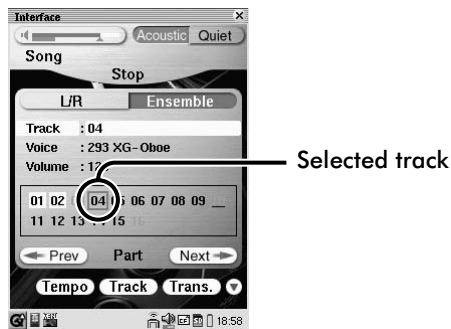 Interface ×
Acoustic Quiet
Song
Stop
L/R Ensemble
Track : 04
Voice : 293 XG-Oboe
Volume
Selected track
01 02 04 06 07 08 09
11 12 13 15
Prev Part Next
Tempo Track Trans.
18:58